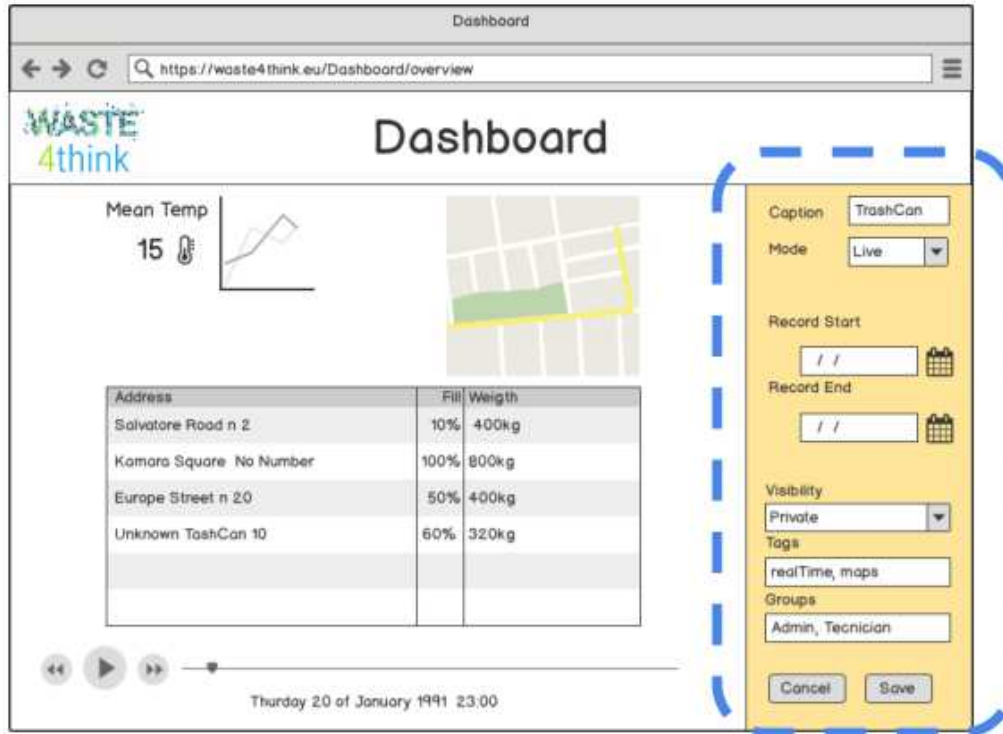 Dashboard
https://waste4think.eu/Dashboard/overview
WASTE
4think
Dashboard
Mean Temp
15
Address Fill Weigth
Salvatore Road n 2 10% 400kg
Kamara Square No Number 100% 800kg
Europe Street n 20 50% 400kg
Unknown TashCan 10 60% 320kg
Thurday 20 of January 1991 23:00
Caption TrashCan
Mode Live
Record Start
/ /
Record End
/ /
Visibility
Private
Tags
realTime, maps
Groups
Admin, Tecnician
Cancel Save